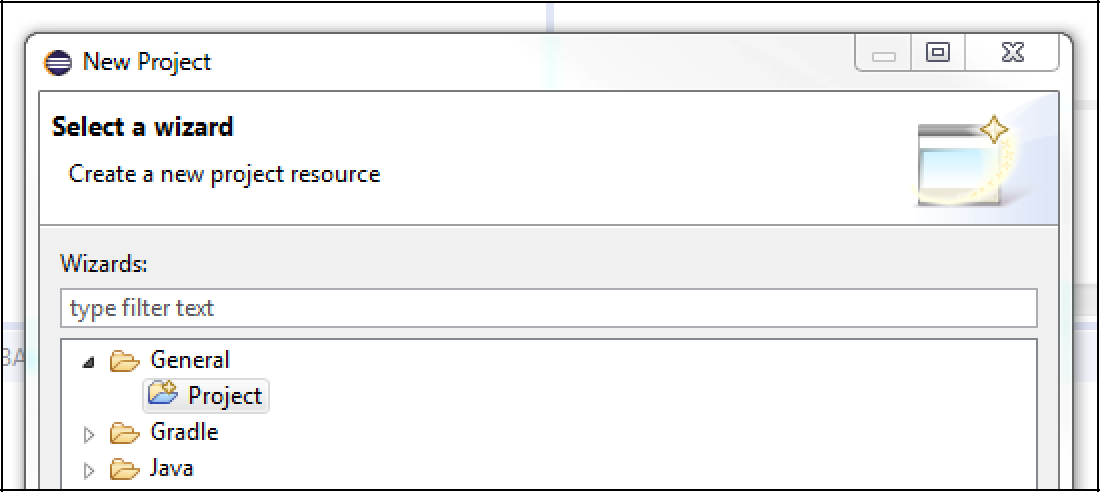 New Project
Select a wizard
Create a new project resource
Wizards:
type filter text
General
Project
Gradle
Java